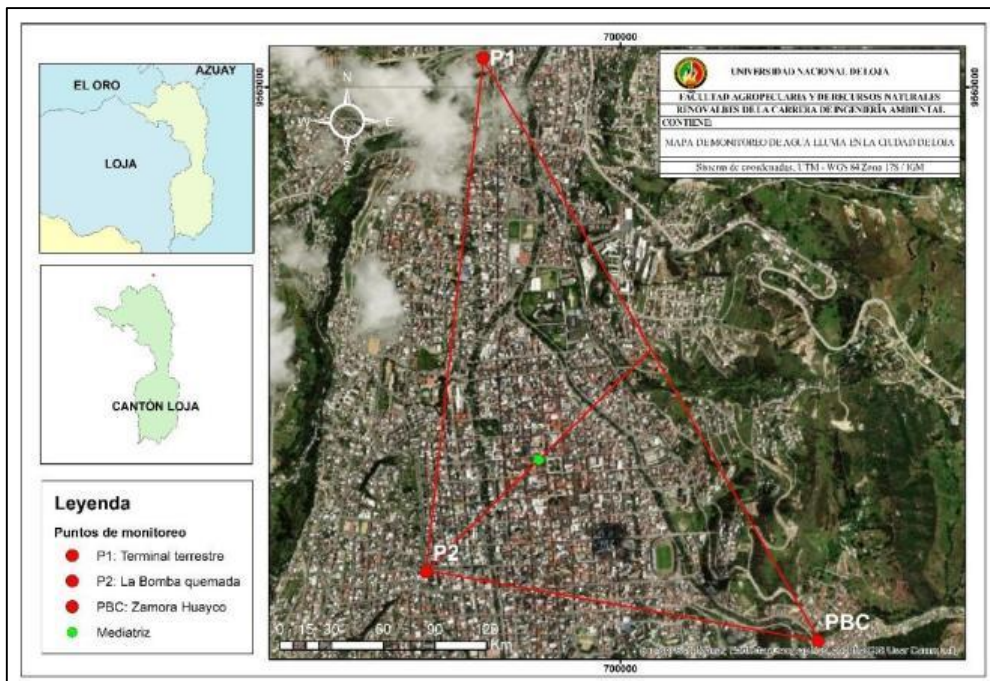 700000
9560000
AZUAY
EL ORO
LOJA
CANTÓN LOJA
P1
N
W E
S
UNIVERSIDAD NACIONAL DE LOJA
FACULTAD AGROPECUARIA Y DE RECURSOS NATURALES
RENOVALBES DE LA CARRERA DE INGENIERÍA AMBIENTAL
CONTIENE:
MAPA DE MONITOREO DE AGUA LLUVIA EN LA CIUDAD DE LOJA
Sistema de coordenadas, UTM - WGS 84 Zona 17S / IGM
P2
PBC
Leyenda
Puntos de monitoreo
P1: Terminal terrestre
P2: La Bomba quemada
PBC: Zamora Huayco
Mediatriz
0 15 30 60 90 120
Km
700000